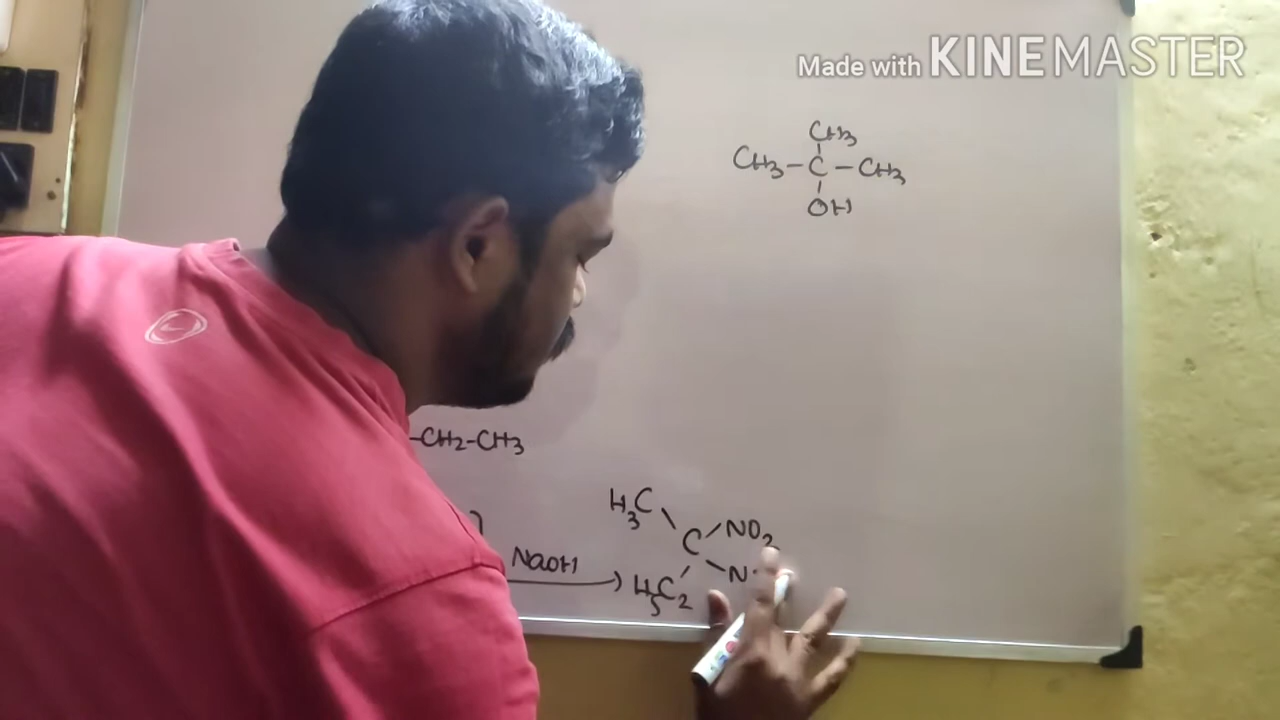 Made with KINEMASTER
CH3
CH3-C-CH3
OH
-CH2-CH3
H3C
C NO2
NaOH
H5C2 N